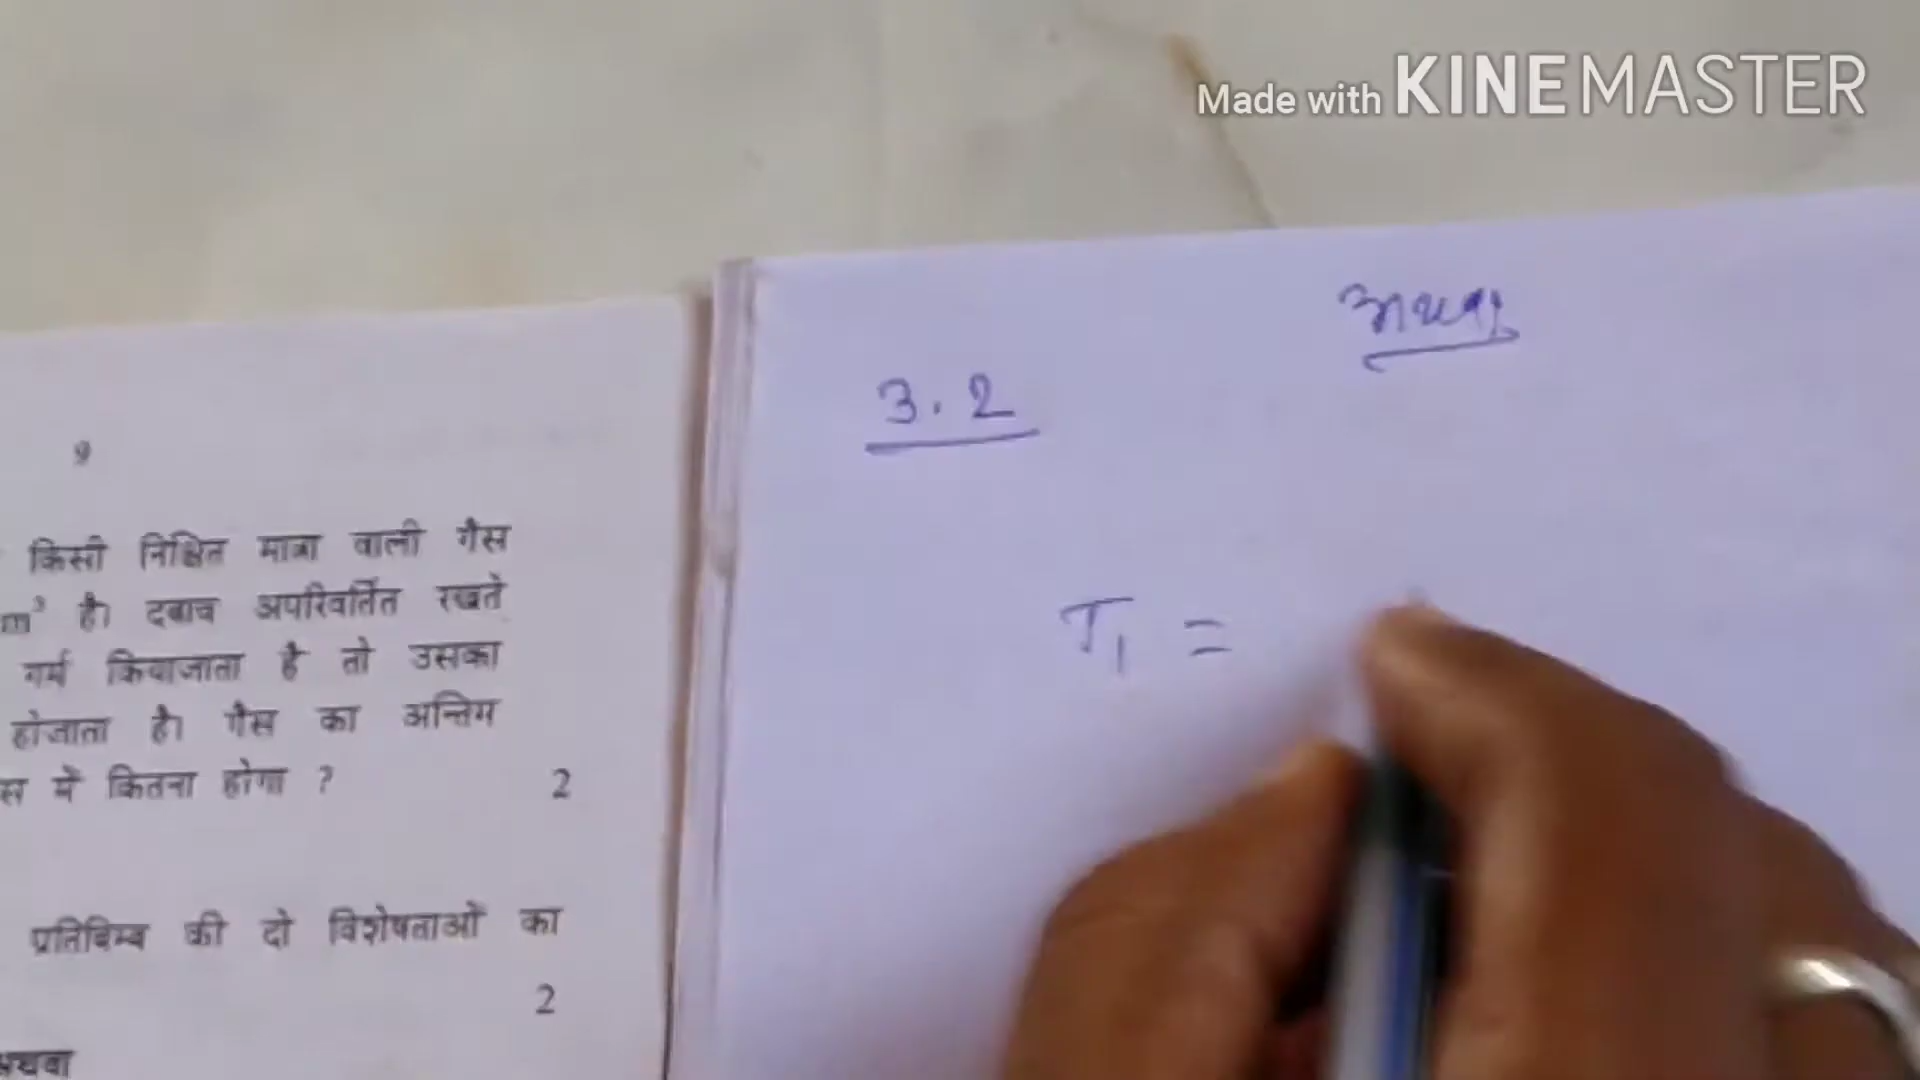 Made with KINEMASTER
9
किसी निश्चित मात्रा वाली गैस
m³ है। दबाव अपरिवर्तित रखते
गर्म कियाजाता है तो उसका
होजाता है। गैस का अन्तिम
स में कितना होगा ?
2
प्रतिबिम्ब की दो विशेषताओं का
2
अथवा
अथवा
3.2
T₁ =